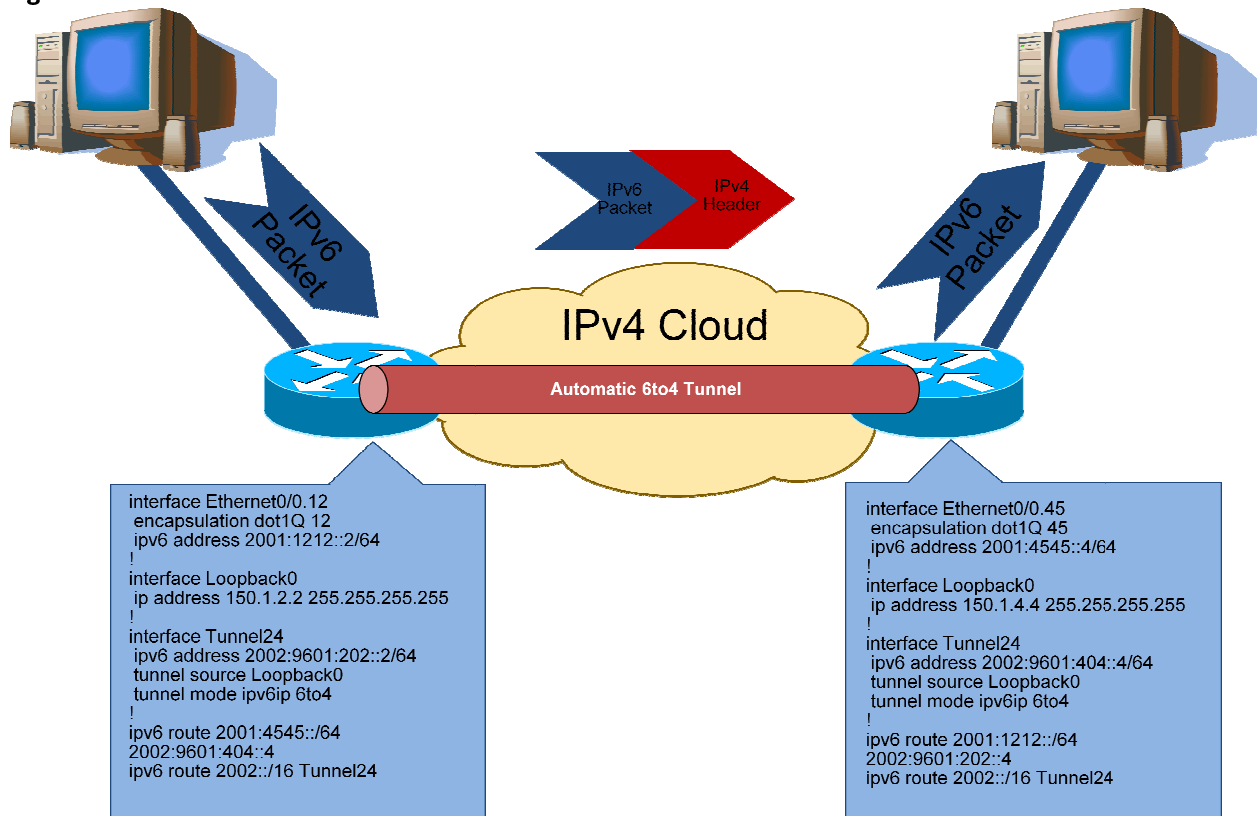 IPv6
Packet
IPv6
Packet
IPv4
Header
IPv6
Packet
IPv4 Cloud
Automatic 6to4 Tunnel
interface Ethernet0/0.12
encapsulation dot1Q 12
ipv6 address 2001:1212::2/64
!
interface Loopback0
ip address 150.1.2.2 255.255.255.255
!
interface Tunnel24
ipv6 address 2002:9601:202::2/64
tunnel source Loopback0
tunnel mode ipv6ip 6to4
!
ipv6 route 2001:4545::/64
2002:9601:404::4
ipv6 route 2002::/16 Tunnel24
interface Ethernet0/0.45
encapsulation dot1Q 45
ipv6 address 2001:4545::4/64
!
interface Loopback0
ip address 150.1.4.4 255.255.255.255
!
interface Tunnel24
ipv6 address 2002:9601:404::4/64
tunnel source Loopback0
tunnel mode ipv6ip 6to4
!
ipv6 route 2001:1212::/64
2002:9601:202::4
ipv6 route 2002::/16 Tunnel24